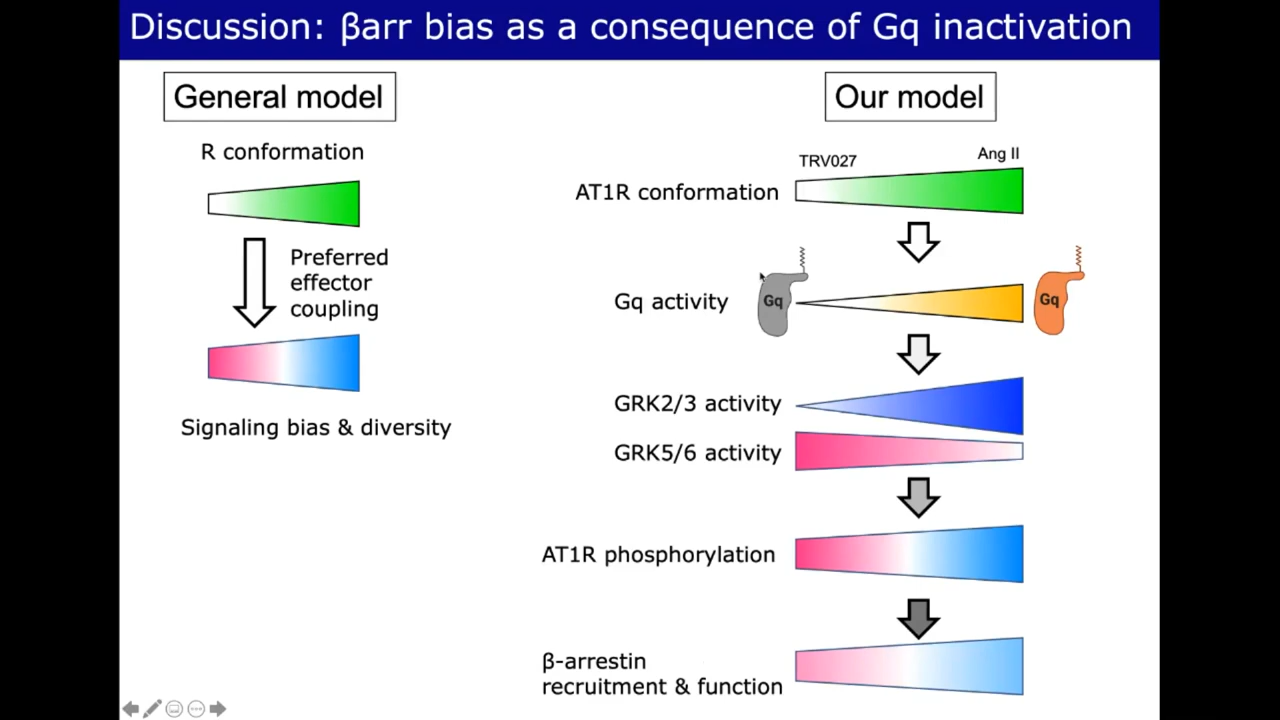 Discussion: βarr bias as a consequence of Gq inactivation
General model
R conformation
Preferred
effector
coupling
Signaling bias & diversity
Our model
TRV027
Ang II
AT1R conformation
Gq activity
Gq
Gq
GRK2/3 activity
GRK5/6 activity
AT1R phosphorylation
β-arrestin
recruitment & function